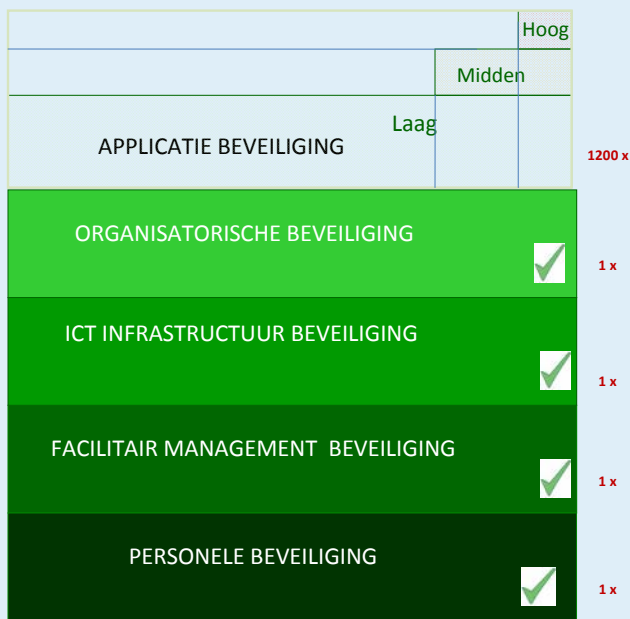 Hoog
Midden
Laag
APPLICATIE BEVEILIGING
1200 x
ORGANISATORISCHE BEVEILIGING
1 x
ICT INFRASTRUCTUUR BEVEILIGING
1 x
FACILITAIR MANAGEMENT BEVEILIGING
1 x
PERSONELE BEVEILIGING
1 x